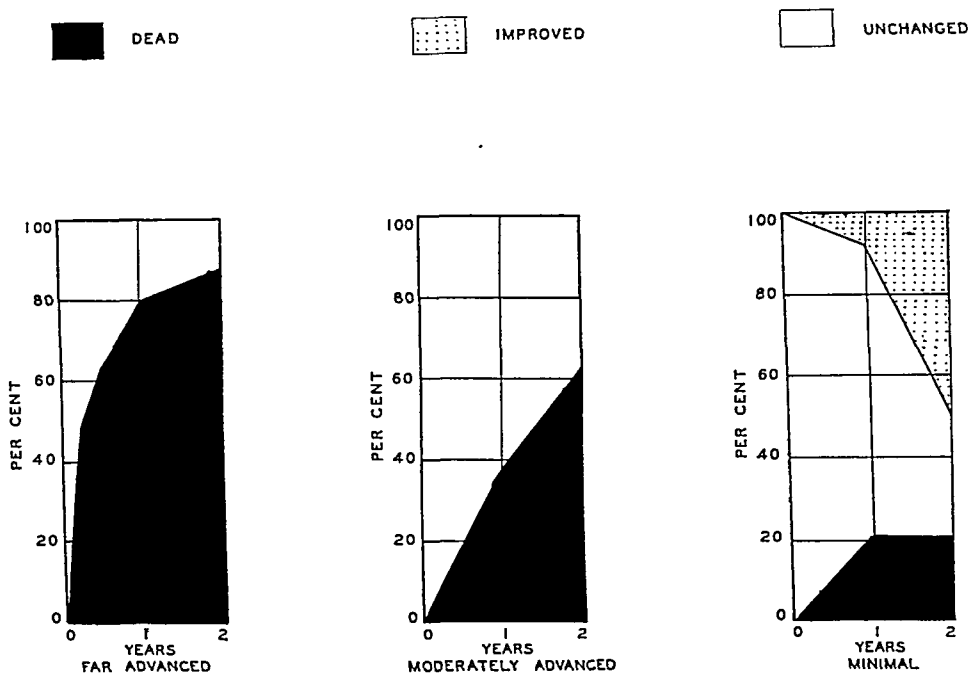 DEAD
IMPROVED
UNCHANGED
100
80
60
40
20
0
PER CENT
0 1 2
YEARS
FAR ADVANCED
100
80
60
40
20
0
PER CENT
0 1 2
YEARS
MODERATELY ADVANCED
100
80
60
40
20
0
PER CENT
0 1 2
YEARS
MINIMAL